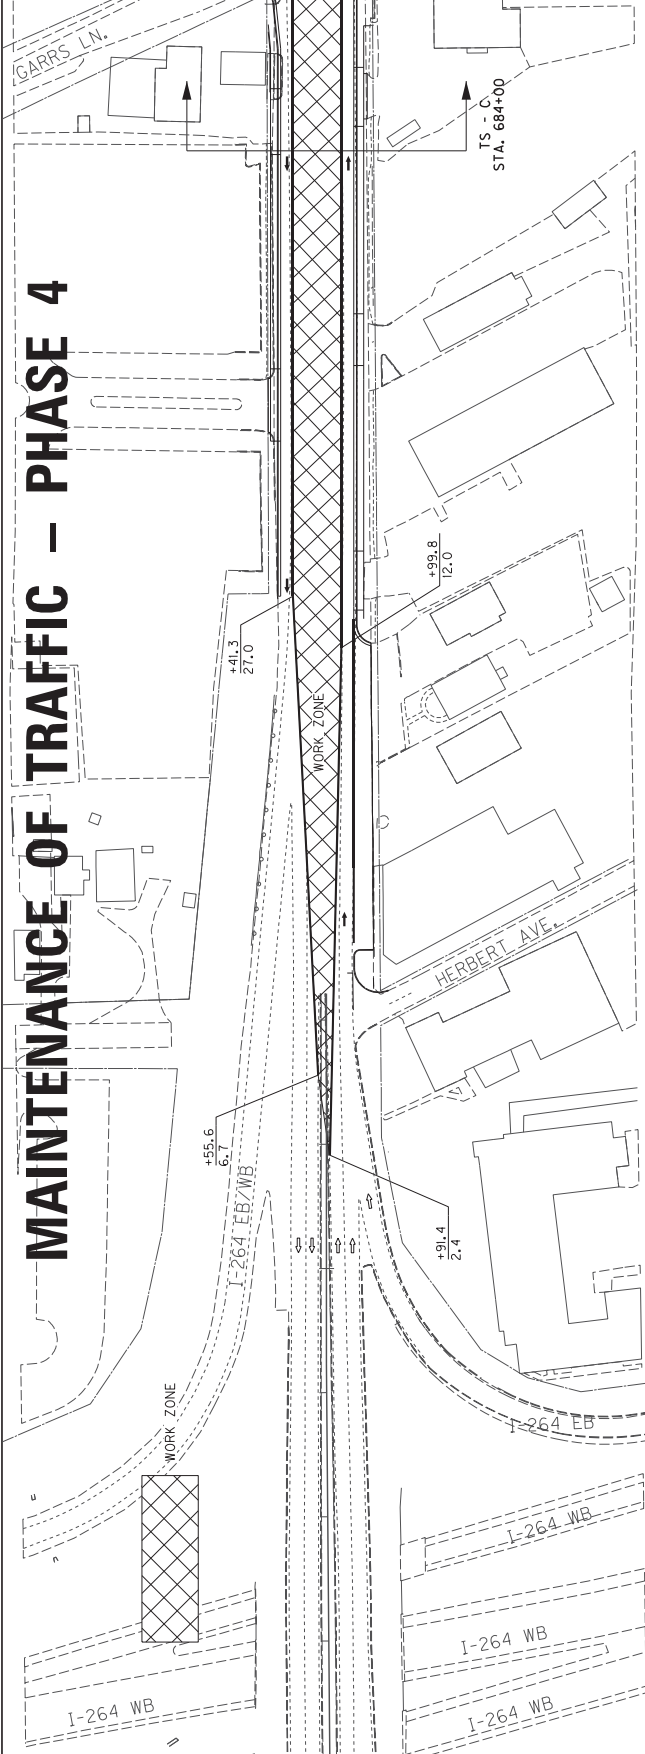 GARRS LN.
TS - C
STA. 684+00
MAINTENANCE OF TRAFFIC - PHASE 4
+99.8
12.0
+41.3
27.0
WORK ZONE
HERBERT AVE.
+55.6
6.7
I-264 EB/WB
+91.4
2.4
WORK ZONE
I-264 EB
I-264 WB
I-264 WB
I-264 WB
I-264 WB